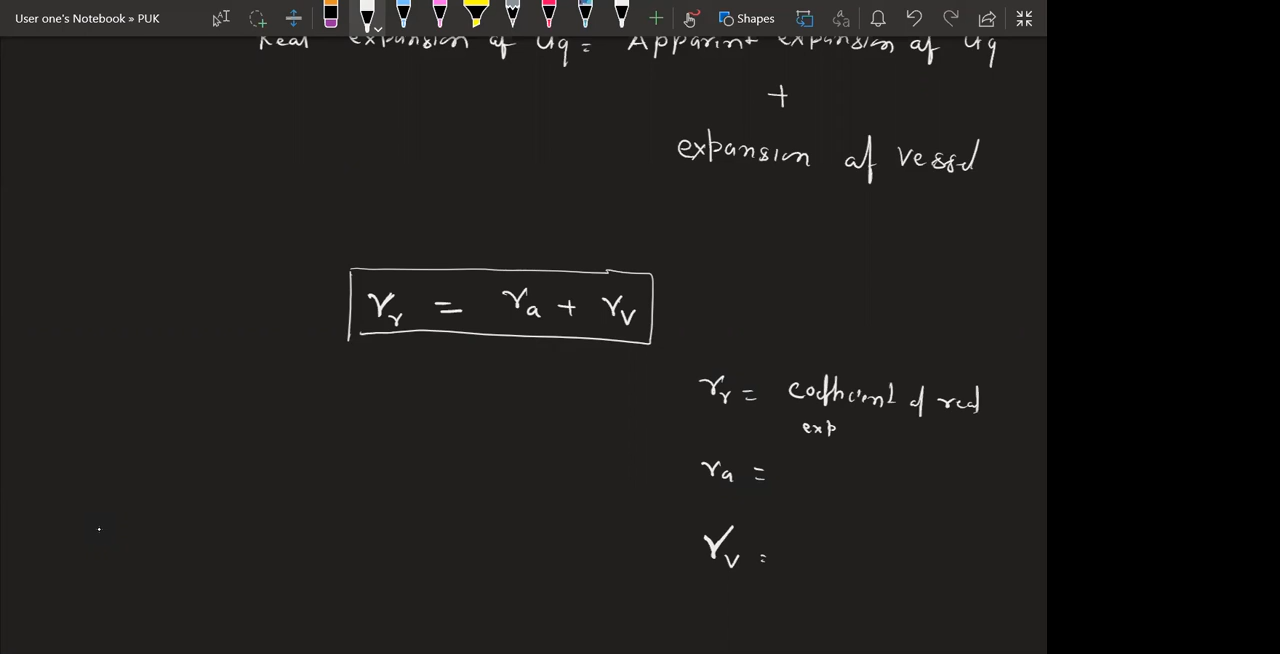 User one's Notebook » PUK
Shapes
Real expansion of liq = Apparint expansion of liq
+
expansion of vessel
γr = γa + γv
γr = coefficient of real
exp
γa =
γv =